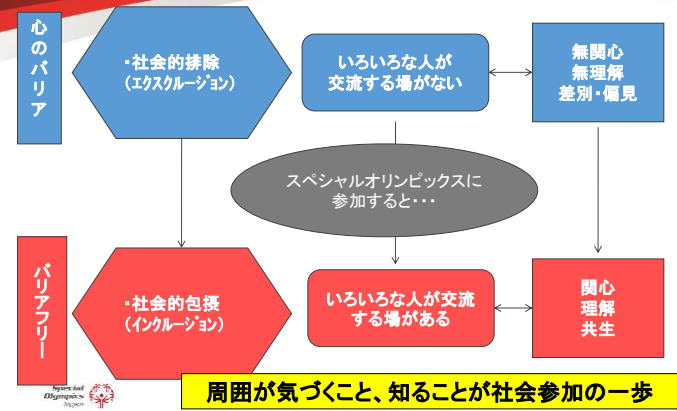 心のバリア
・社会的排除
（エクスクルージョン）
いろいろな人が
交流する場がない
無関心
無理解
差別・偏見
スペシャルオリンピックスに
参加すると・・・
バリアフリー
・社会的包摂
（インクルージョン）
いろいろな人が交流
する場がある
関心
理解
共生
Special
Olympics
Nippon
周囲が気づくこと、知ることが社会参加の一歩